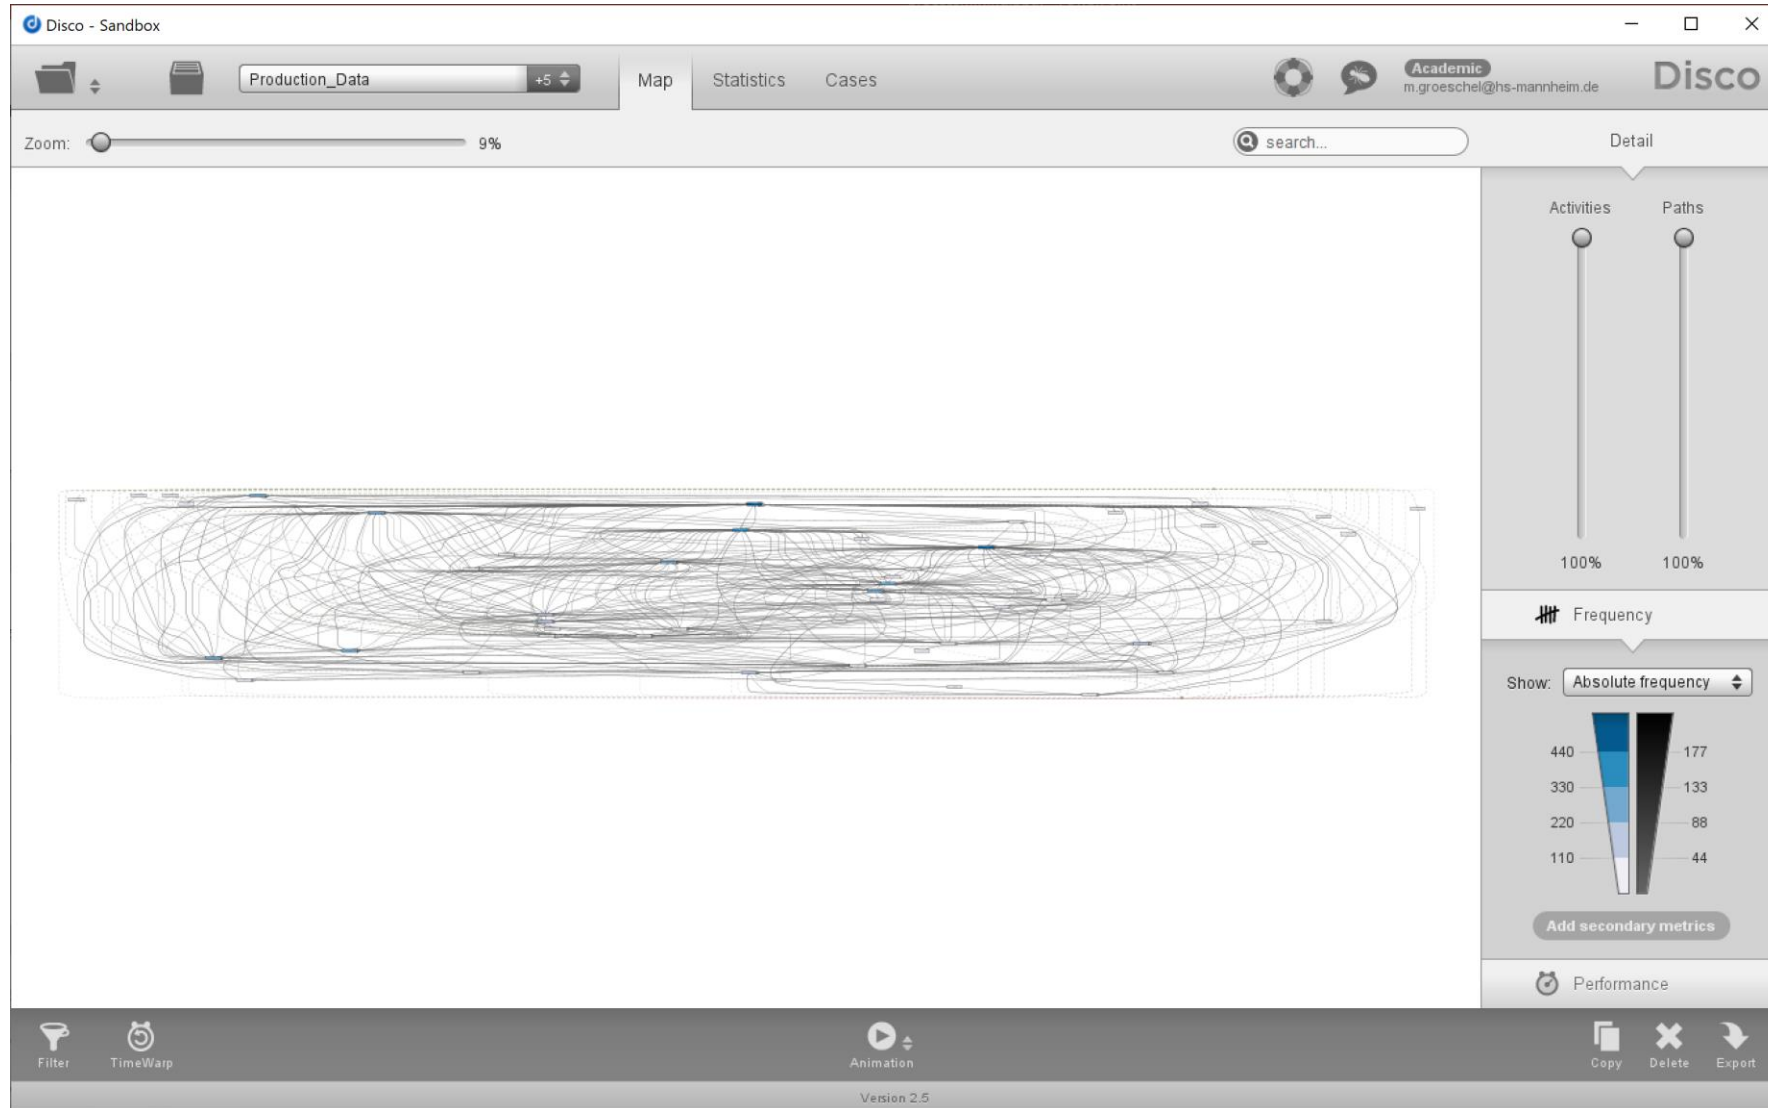 Disco - Sandbox
Production_Data
+5
Map
Statistics
Cases
Academic
m.groeschel@hs-mannheim.de
Disco
Zoom:
9%
search...
Detail
Activities
Paths
100%
100%
Frequency
Show:
Absolute frequency
440
177
330
133
220
88
110
44
Add secondary metrics
Performance
Filter
TimeWarp
Animation
Copy
Delete
Export
Version 2.5